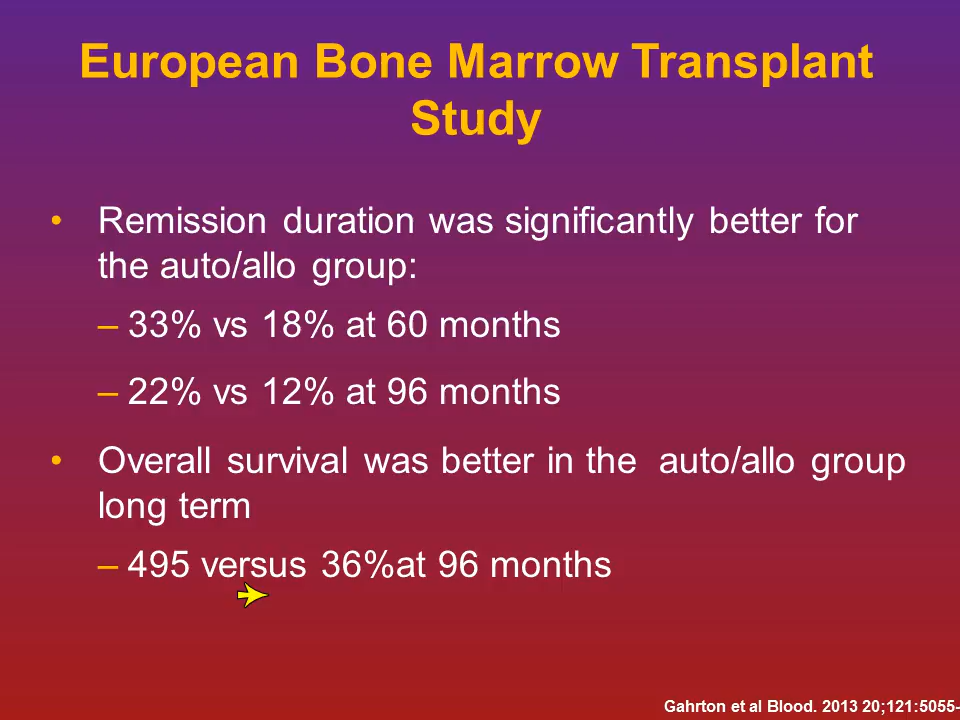 European Bone Marrow Transplant
Study
• Remission duration was significantly better for
the auto/allo group:
– 33% vs 18% at 60 months
– 22% vs 12% at 96 months
• Overall survival was better in the auto/allo group
long term
– 495 versus 36%at 96 months
Gahrton et al Blood. 2013 20;121:5055-